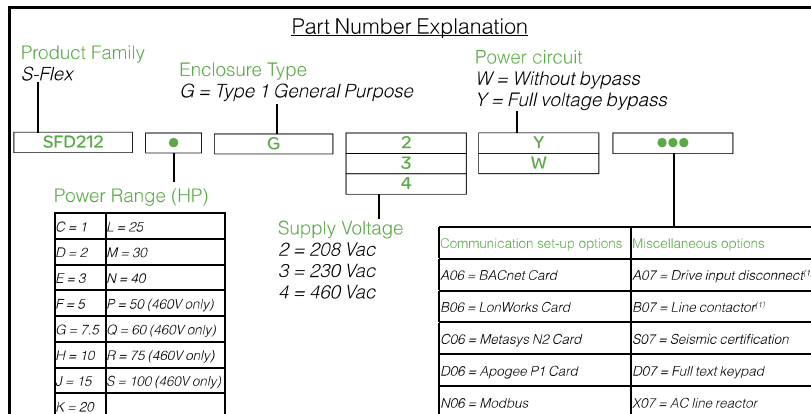 Part Number Explanation
Product Family
S-Flex
Enclosure Type
G = Type 1 General Purpose
Power circuit
W = Without bypass
Y = Full voltage bypass
SFD212 ● G 2 Y ●●●
3 W
4
Power Range (HP)
C = 1 L = 25
D = 2 M = 30
E = 3 N = 40
F = 5 P = 50 (460V only)
G = 7.5 Q = 60 (460V only)
H = 10 R = 75 (460V only)
J = 15 S = 100 (460V only)
K = 20
Supply Voltage
2 = 208 Vac
3 = 230 Vac
4 = 460 Vac
Communication set-up options Miscellaneous options
A06 = BACnet Card A07 = Drive input disconnect(1)
B06 = LonWorks Card B07 = Line contactor(1)
C06 = Metasys N2 Card S07 = Seismic certification
D06 = Apogee P1 Card D07 = Full text keypad
N06 = Modbus X07 = AC line reactor